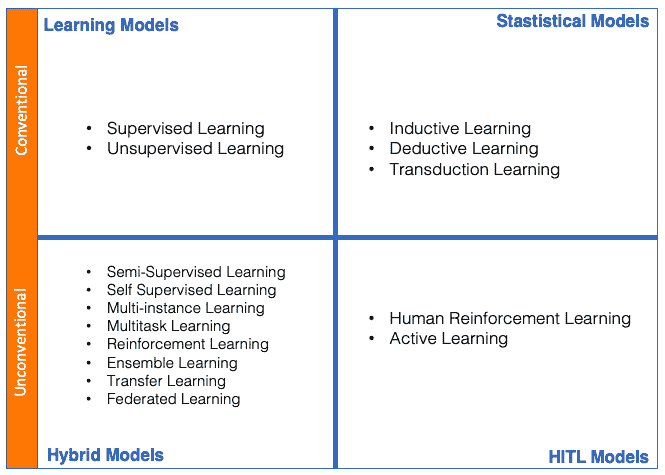 Learning Models
Stastistical Models
Conventional
• Supervised Learning
• Unsupervised Learning
• Inductive Learning
• Deductive Learning
• Transduction Learning
Unconventional
• Semi-Supervised Learning
• Self Supervised Learning
• Multi-instance Learning
• Multitask Learning
• Reinforcement Learning
• Ensemble Learning
• Transfer Learning
• Federated Learning
• Human Reinforcement Learning
• Active Learning
Hybrid Models
HITL Models